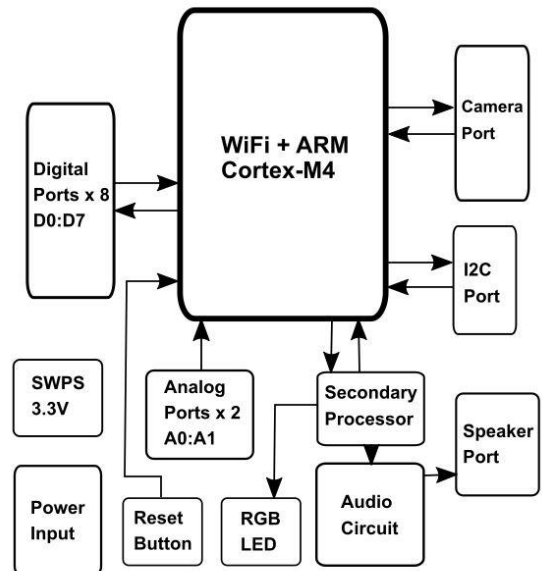 WiFi + ARM
Cortex-M4
Camera
Port
Digital
Ports x 8
D0:D7
I2C
Port
SWPS
3.3V
Analog
Ports x 2
A0:A1
Secondary
Processor
Speaker
Port
Power
Input
Reset
Button
RGB
LED
Audio
Circuit